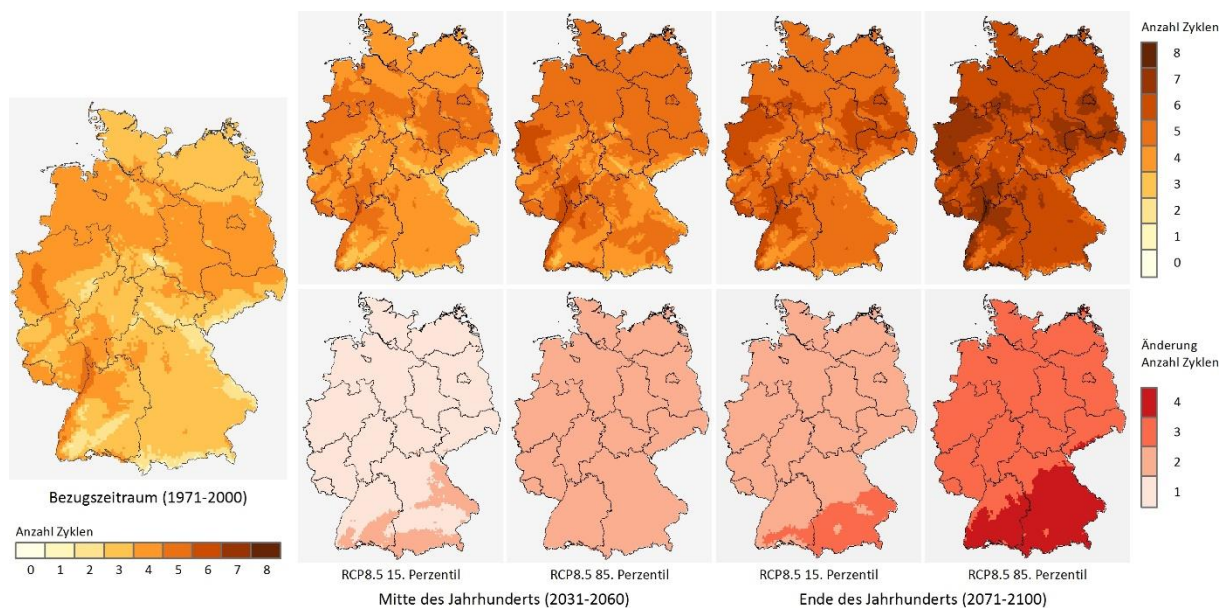 Anzahl Zyklen
8
7
6
5
4
3
2
1
0
Bezugszeitraum (1971-2000)
Anzahl Zyklen
0 1 2 3 4 5 6 7 8
Änderung
Anzahl Zyklen
4
3
2
1
RCP8.5 15. Perzentil RCP8.5 85. Perzentil RCP8.5 15. Perzentil RCP8.5 85. Perzentil
Mitte des Jahrhunderts (2031-2060) Ende des Jahrhunderts (2071-2100)